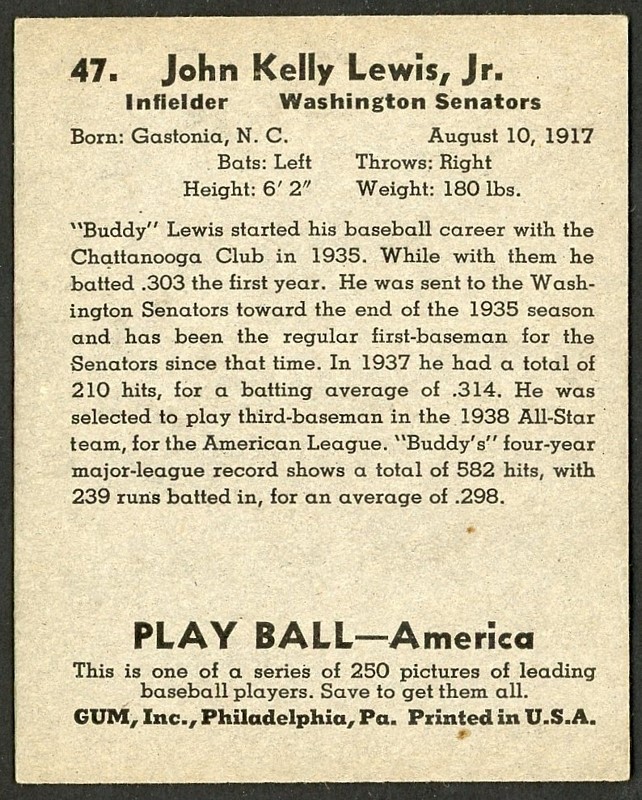 47. John Kelly Lewis, Jr.
Infielder Washington Senators
Born: Gastonia, N. C. August 10, 1917
Bats: Left Throws: Right
Height: 6' 2" Weight: 180 lbs.
"Buddy" Lewis started his baseball career with the
Chattanooga Club in 1935. While with them he
batted .303 the first year. He was sent to the Wash-
ington Senators toward the end of the 1935 season
and has been the regular first-baseman for the
Senators since that time. In 1937 he had a total of
210 hits, for a batting average of .314. He was
selected to play third-baseman in the 1938 All-Star
team, for the American League. "Buddy's" four-year
major-league record shows a total of 582 hits, with
239 runs batted in, for an average of .298.
PLAY BALL—America
This is one of a series of 250 pictures of leading
baseball players. Save to get them all.
GUM, Inc., Philadelphia, Pa. Printed in U.S.A.